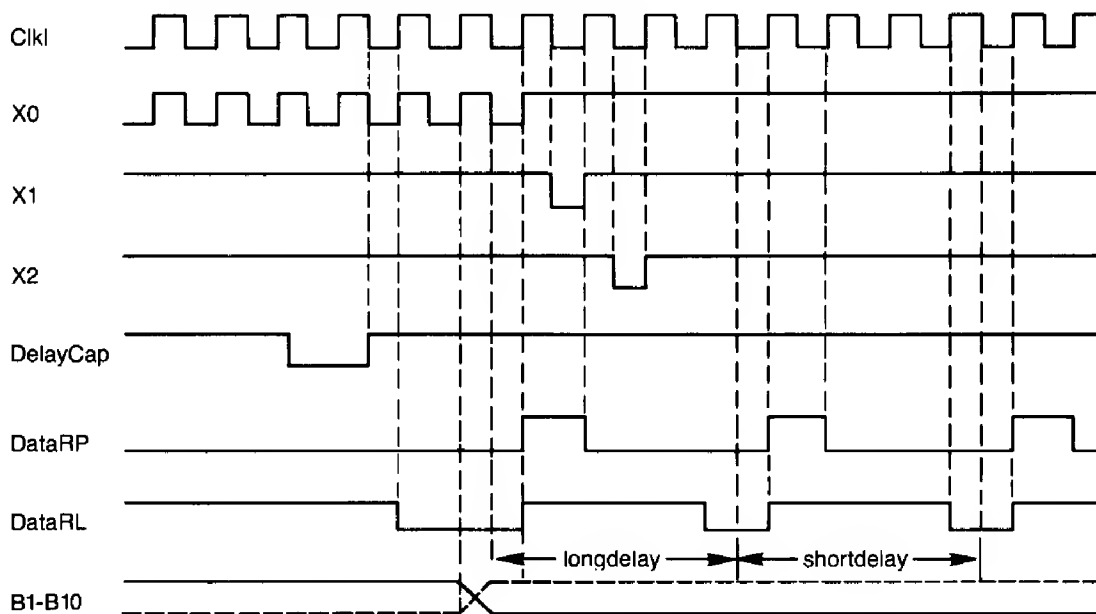 Clkl
X0
X1
X2
DelayCap
DataRP
DataRL
longdelay
shortdelay
B1-B10